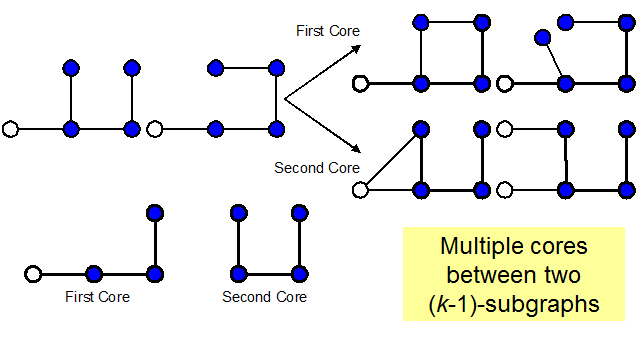 First Core
Second Core
First Core
Second Core
Multiple cores
between two
(k-1)-subgraphs